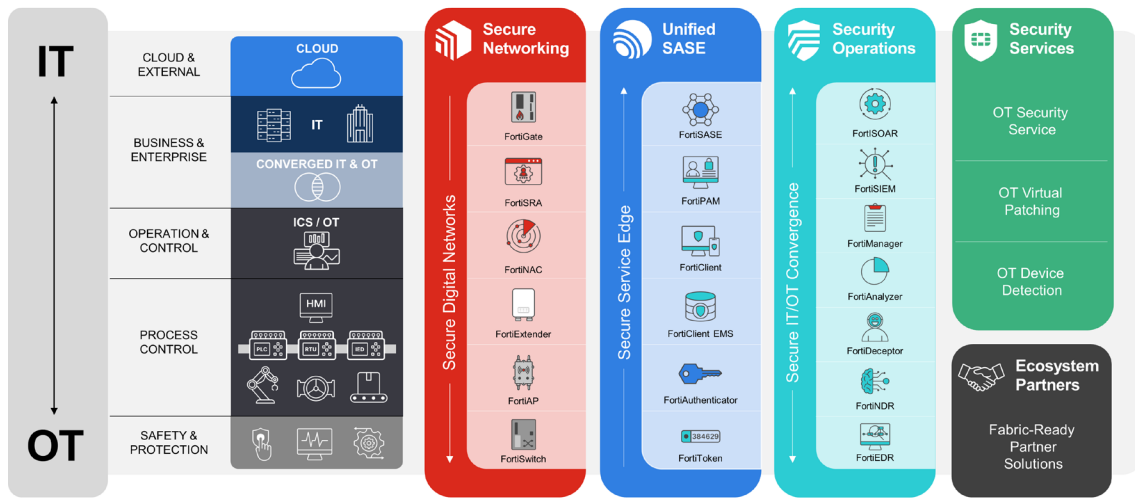 IT
OT
CLOUD &
EXTERNAL
BUSINESS &
ENTERPRISE
OPERATION &
CONTROL
PROCESS
CONTROL
SAFETY &
PROTECTION
CLOUD
IT
CONVERGED IT & OT
ICS / OT
HMI
PLC
RTU
IED
Secure
Networking
Secure Digital Networks
FortiGate
FortiSRA
FortiNAC
FortiExtender
FortiAP
FortiSwitch
Unified
SASE
Secure Service Edge
FortiSASE
FortiPAM
FortiClient
FortiClient EMS
FortiAuthenticator
384629
FortiToken
Security
Operations
Secure IT/OT Convergence
FortiSOAR
FortiSIEM
FortiManager
FortiAnalyzer
FortiDeceptor
FortiNDR
FortiEDR
Security
Services
OT Security
Service
OT Virtual
Patching
OT Device
Detection
Ecosystem
Partners
Fabric-Ready
Partner
Solutions